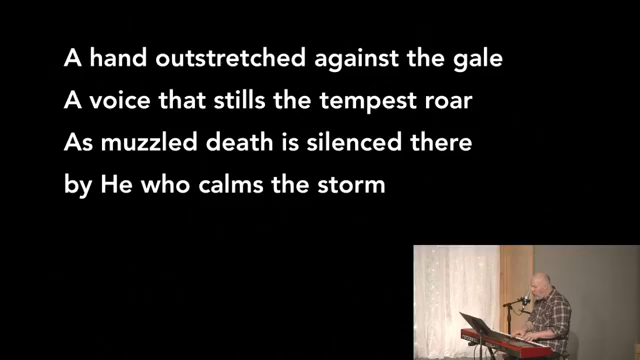 A hand outstretched against the gale
A voice that stills the tempest roar
As muzzled death is silenced there
by He who calms the storm